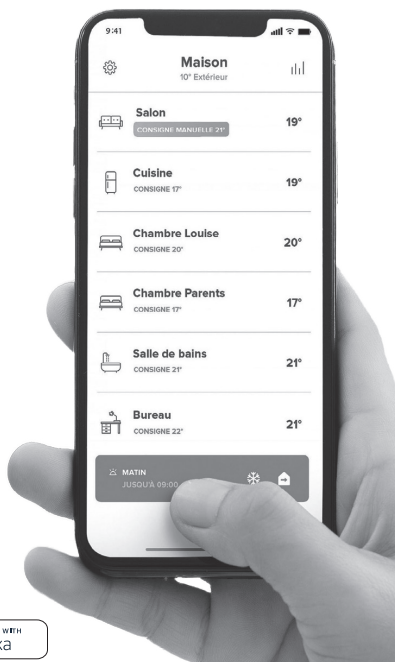 9:41
Maison
10° Extérieur
Salon
CONSIGNE MANUELLE 21°
19°
Cuisine
CONSIGNE 17°
19°
Chambre Louise
CONSIGNE 20°
20°
Chambre Parents
CONSIGNE 17°
17°
Salle de bains
CONSIGNE 21°
21°
Bureau
CONSIGNE 22°
21°
MATIN
JUSQU'À 09:00
WITH